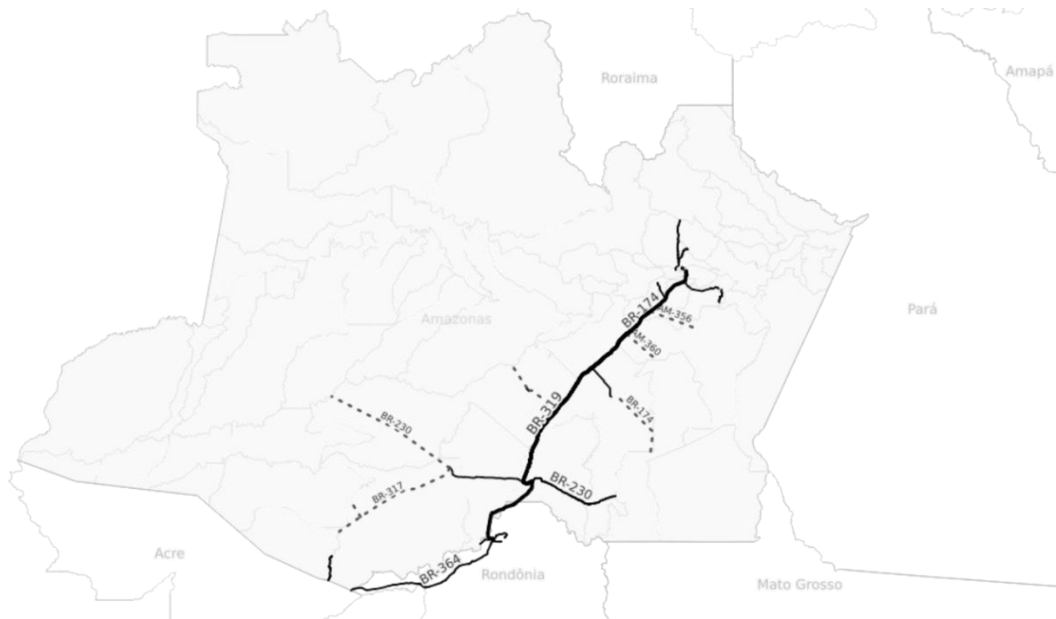 Roraima
Amapá
BR-174
AM-356
Pará
Amazonas
AM-360
BR-319
BR-174
BR-230
BR-230
BR-317
Acre
BR-364
Rondônia
Mato Grosso